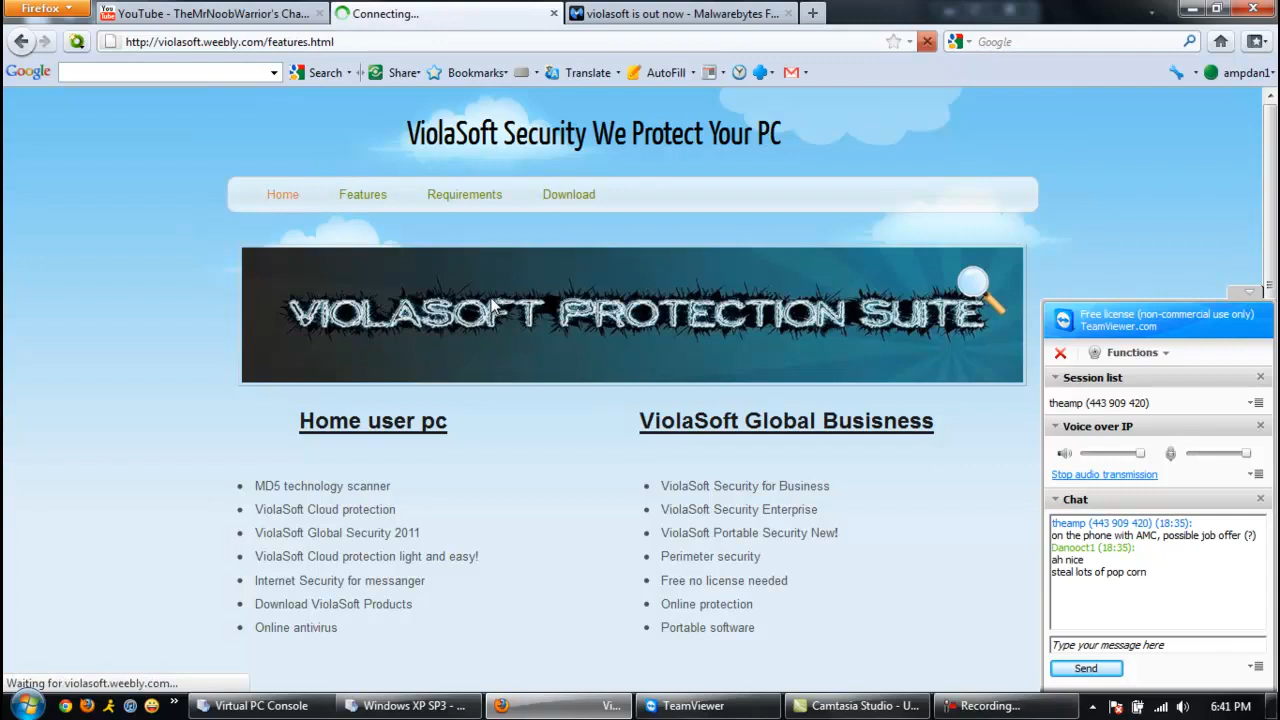 Firefox
YouTube - TheMrNoobWarrior's Cha...
Connecting...
violasoft is out now - Malwarebytes F...
http://violasoft.weebly.com/features.html
Google
Google
Search
Share
Bookmarks
Translate
AutoFill
ampdan1
ViolaSoft Security We Protect Your PC
Home
Features
Requirements
Download
VIOLASOFT PROTECTION SUITE
Home user pc
MD5 technology scanner
ViolaSoft Cloud protection
ViolaSoft Global Security 2011
ViolaSoft Cloud protection light and easy!
Internet Security for messanger
Download ViolaSoft Products
Online antivirus
ViolaSoft Global Busisness
ViolaSoft Security for Business
ViolaSoft Security Enterprise
ViolaSoft Portable Security New!
Perimeter security
Free no license needed
Online protection
Portable software
Free license (non-commercial use only)
TeamViewer.com
Functions
Session list
theamp (443 909 420)
Voice over IP
Stop audio transmission
Chat
theamp (443 909 420) (18:35):
on the phone with AMC, possible job offer (?)
Danooct1 (18:35):
ah nice
steal lots of pop corn
Type your message here
Send
Waiting for violasoft.weebly.com...
Virtual PC Console
Windows XP SP3 - ...
Vi...
TeamViewer
Camtasia Studio - U...
Recording...
6:41 PM